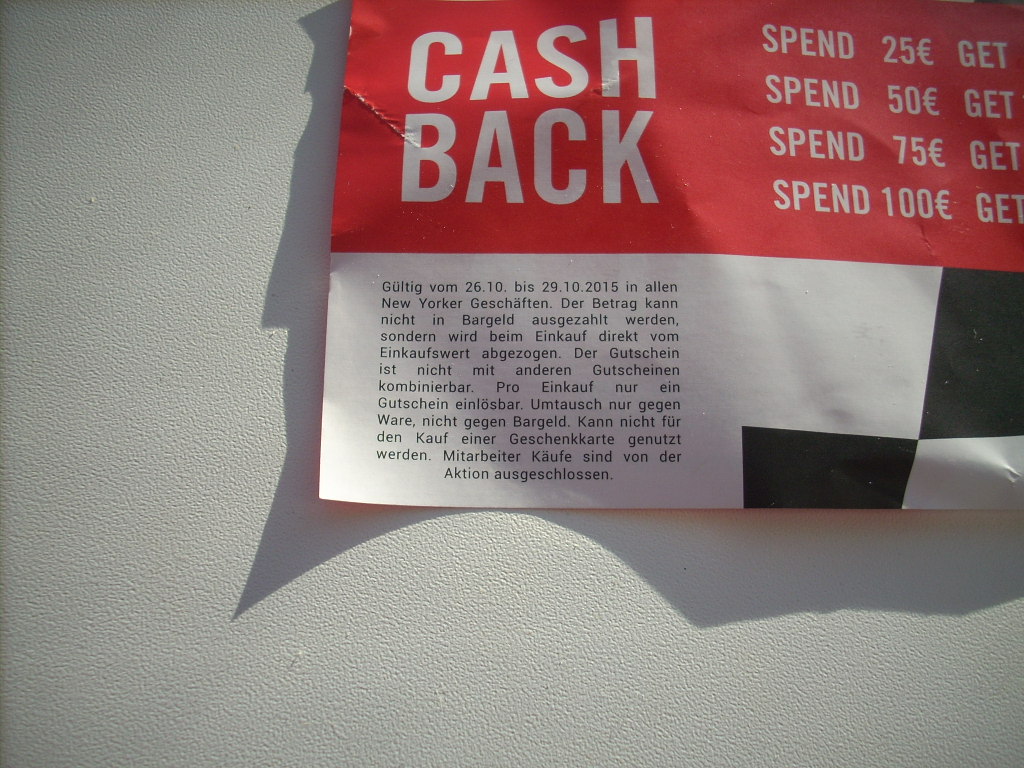 CASH
BACK
SPEND 25€ GET
SPEND 50€ GET
SPEND 75€ GET
SPEND 100€ GET
Gültig vom 26.10. bis 29.10.2015 in allen
New Yorker Geschäften. Der Betrag kann
nicht in Bargeld ausgezahlt werden,
sondern wird beim Einkauf direkt vom
Einkaufswert abgezogen. Der Gutschein
ist nicht mit anderen Gutscheinen
kombinierbar. Pro Einkauf nur ein
Gutschein einlösbar. Umtausch nur gegen
Ware, nicht gegen Bargeld. Kann nicht für
den Kauf einer Geschenkkarte genutzt
werden. Mitarbeiter Käufe sind von der
Aktion ausgeschlossen.